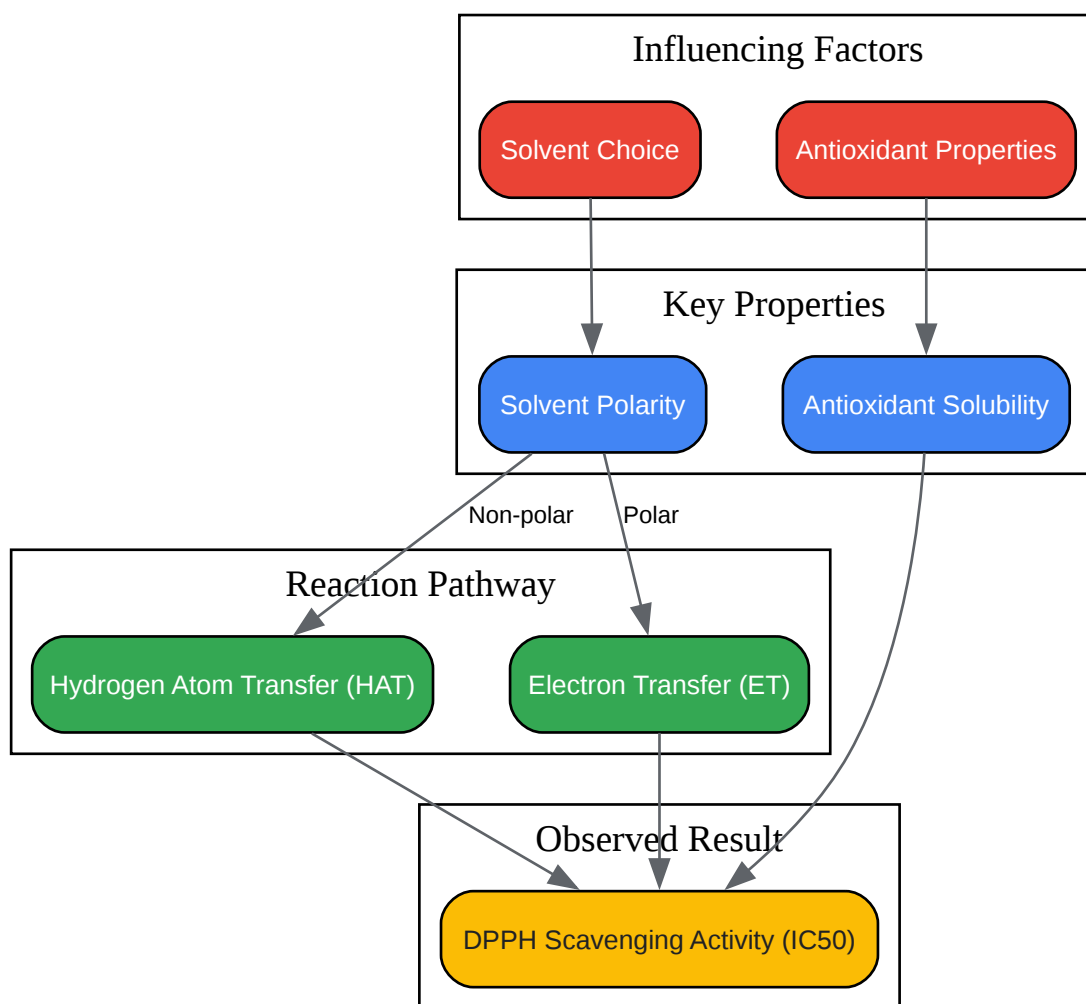 Influencing Factors
Solvent Choice
Antioxidant Properties
Key Properties
Solvent Polarity
Antioxidant Solubility
Non-polar
Polar
Reaction Pathway
Hydrogen Atom Transfer (HAT)
Electron Transfer (ET)
Observed Result
DPPH Scavenging Activity (IC50)